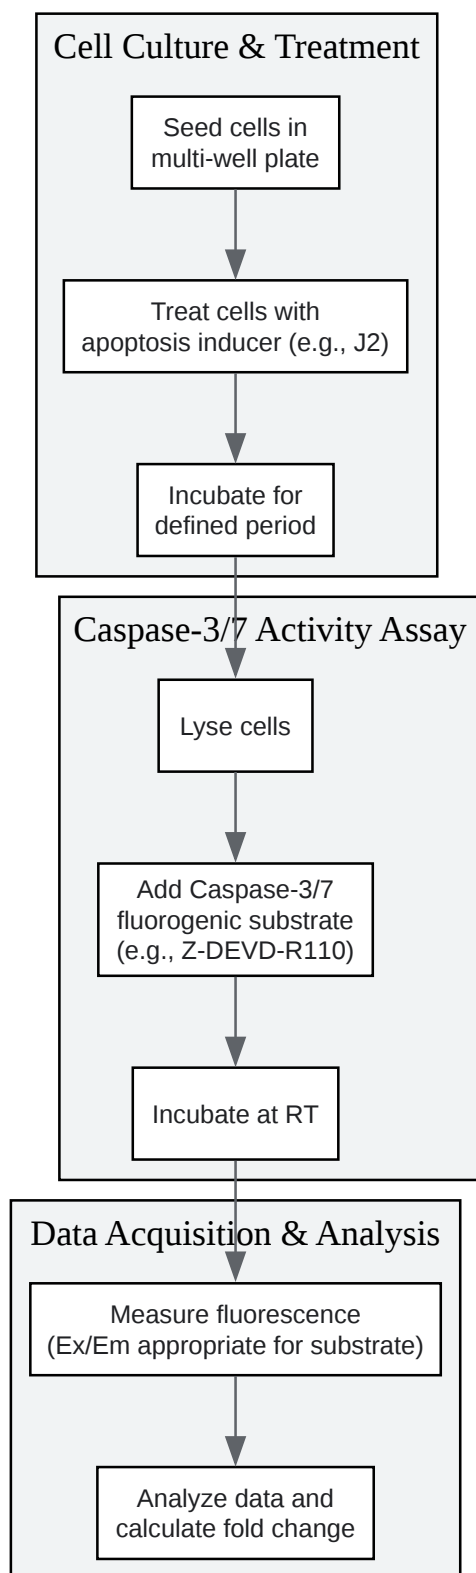 Cell Culture & Treatment
Seed cells in
multi-well plate
Treat cells with
apoptosis inducer (e.g., J2)
Incubate for
defined period
Caspase-3/7 Activity Assay
Lyse cells
Add Caspase-3/7
fluorogenic substrate
(e.g., Z-DEVD-R110)
Incubate at RT
Data Acquisition & Analysis
Measure fluorescence
(Ex/Em appropriate for substrate)
Analyze data and
calculate fold change